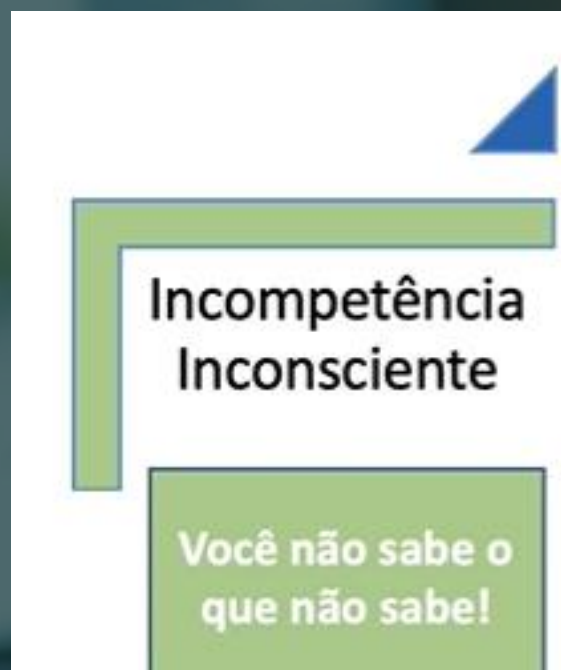 Incompetência
Inconsciente
Você não sabe o
que não sabe!